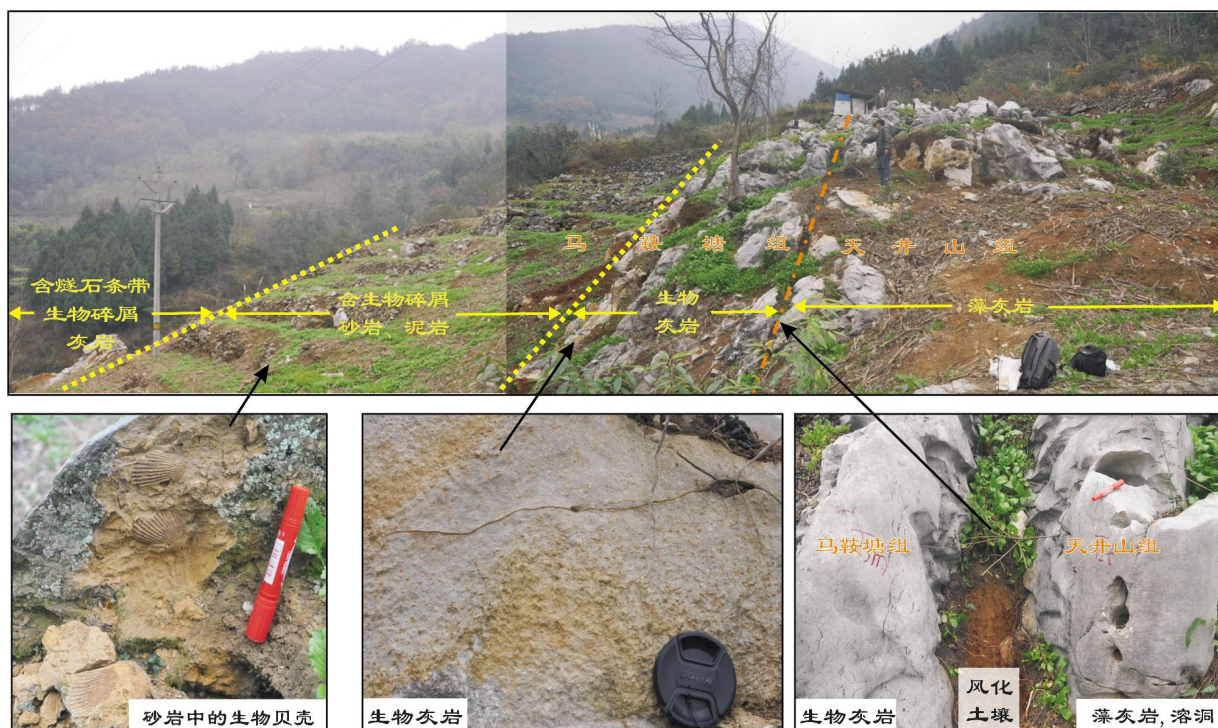 马鞍塘组
天井山组
含燧石条带
生物碎屑
灰岩
含生物碎屑
砂岩 泥岩
生物
灰岩
藻灰岩
砂岩中的生物贝壳
生物灰岩
马鞍塘组
天井山组
生物灰岩
风化
土壤
藻灰岩,溶洞